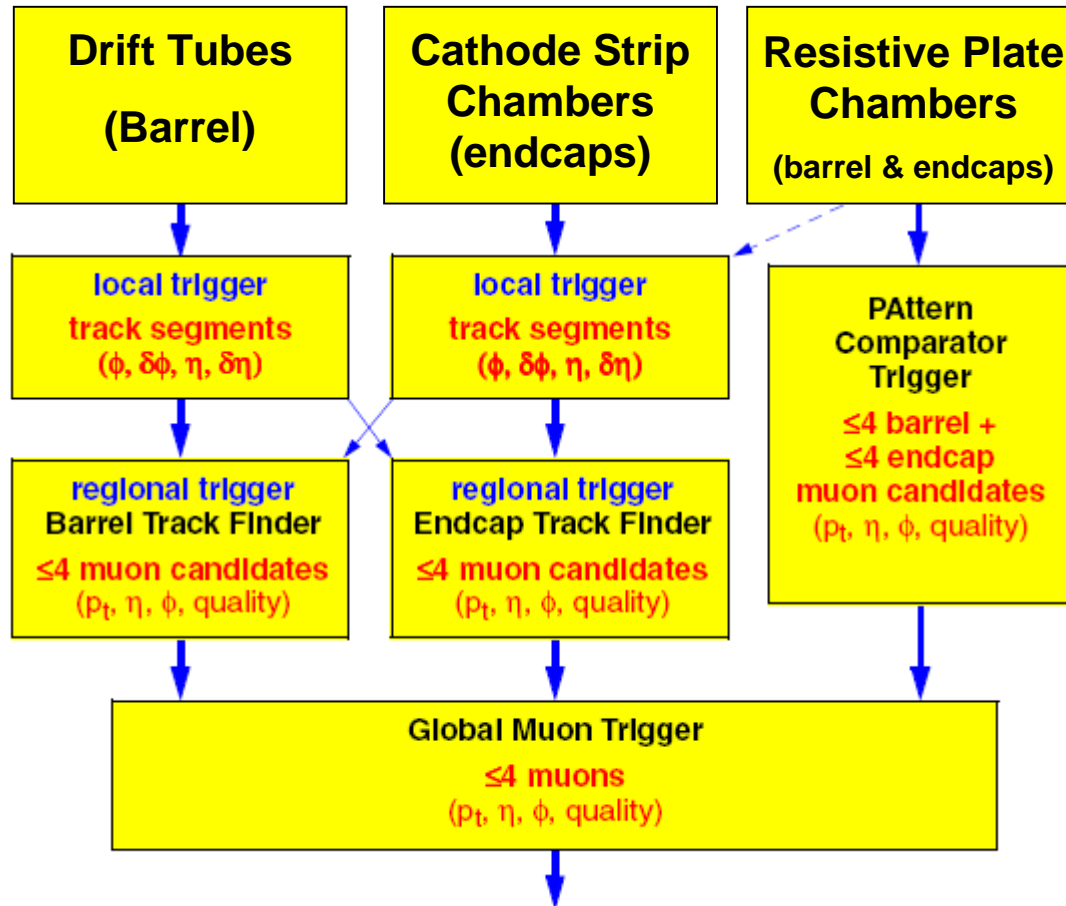 Drift Tubes
(Barrel)
Cathode Strip
Chambers
(endcaps)
Resistive Plate
Chambers
(barrel & endcaps)
local trIgger
track segments
(ϕ, δϕ, η, δη)
local trIgger
track segments
(ϕ, δϕ, η, δη)
PAttern
Comparator
TrIgger
≤4 barrel +
≤4 endcap
muon candIdates
(pt, η, ϕ, quality)
regIonal trIgger
Barrel Track FInder
≤4 muon candIdates
(pt, η, ϕ, quality)
regIonal trIgger
Endcap Track FInder
≤4 muon candIdates
(pt, η, ϕ, quality)
Global Muon TrIgger
≤4 muons
(pt, η, ϕ, quality)